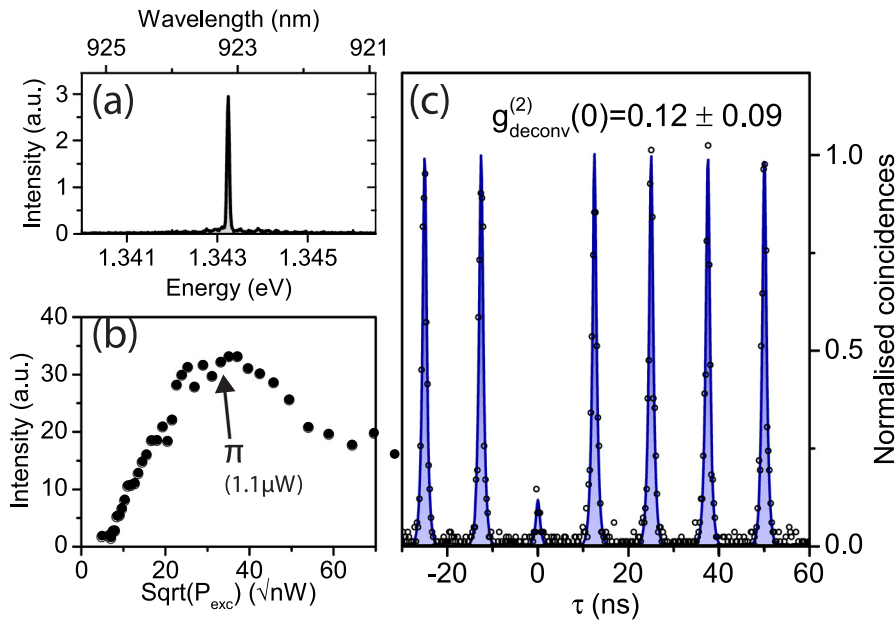 Wavelength (nm)
925 923 921
(a)
Intensity (a.u.)
3
2
1
0
1.341 1.343 1.345
Energy (eV)
(b)
Intensity (a.u.)
40
30
20
10
0
π
(1.1µW)
0 20 40 60
Sqrt(P_exc) (√nW)
(c)
g^(2)_deconv(0)=0.12 ± 0.09
1.0
0.5
0.0
Normalised coincidences
-20 0 20 40 60
τ (ns)